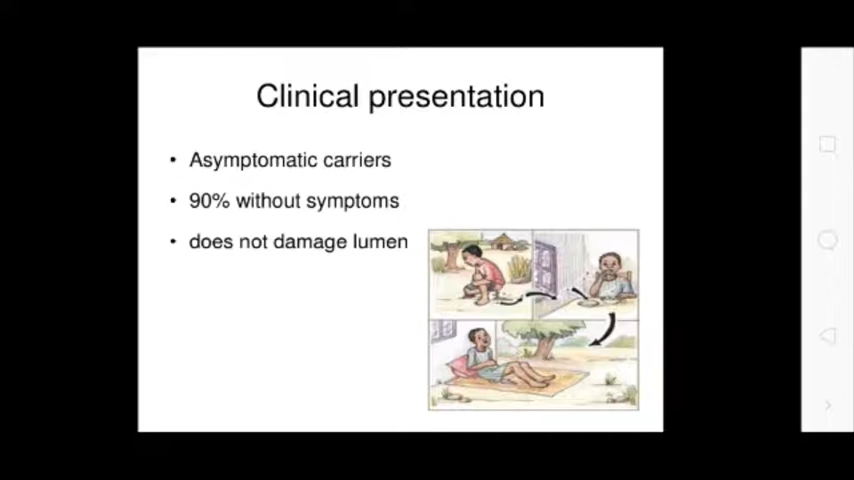 Clinical presentation
• Asymptomatic carriers
• 90% without symptoms
• does not damage lumen